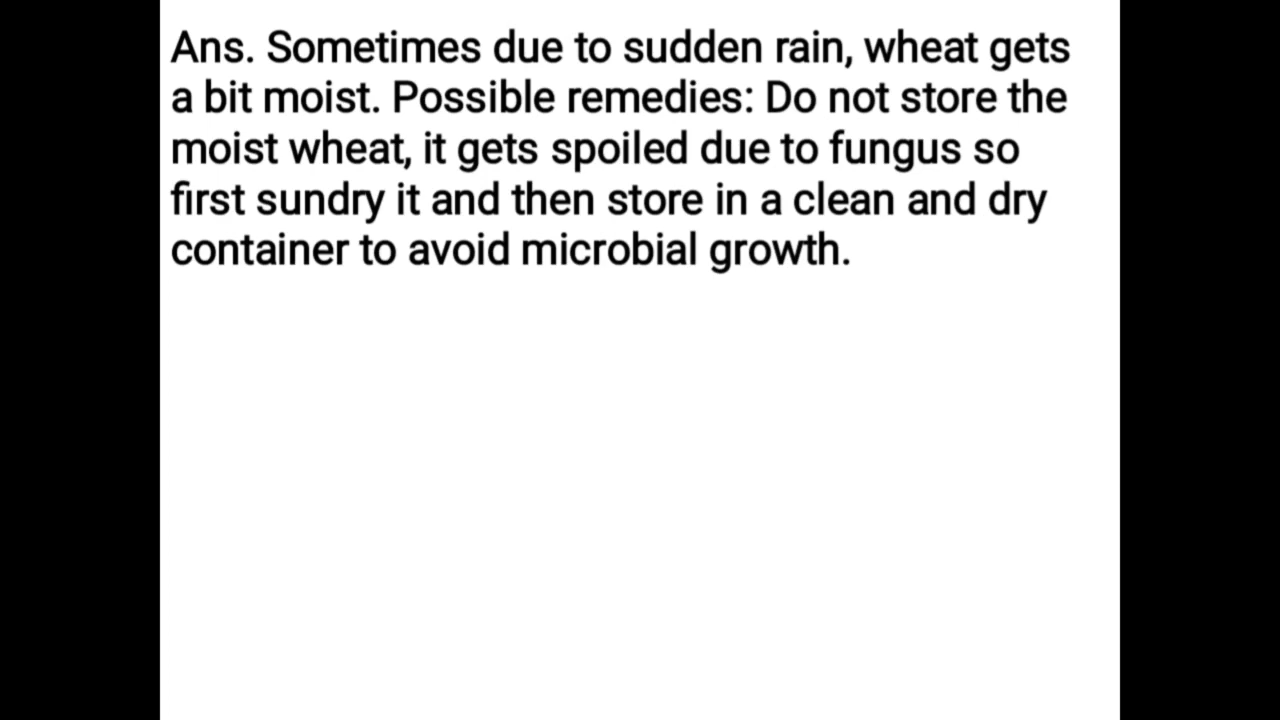 Ans. Sometimes due to sudden rain, wheat gets
a bit moist. Possible remedies: Do not store the
moist wheat, it gets spoiled due to fungus so
first sundry it and then store in a clean and dry
container to avoid microbial growth.